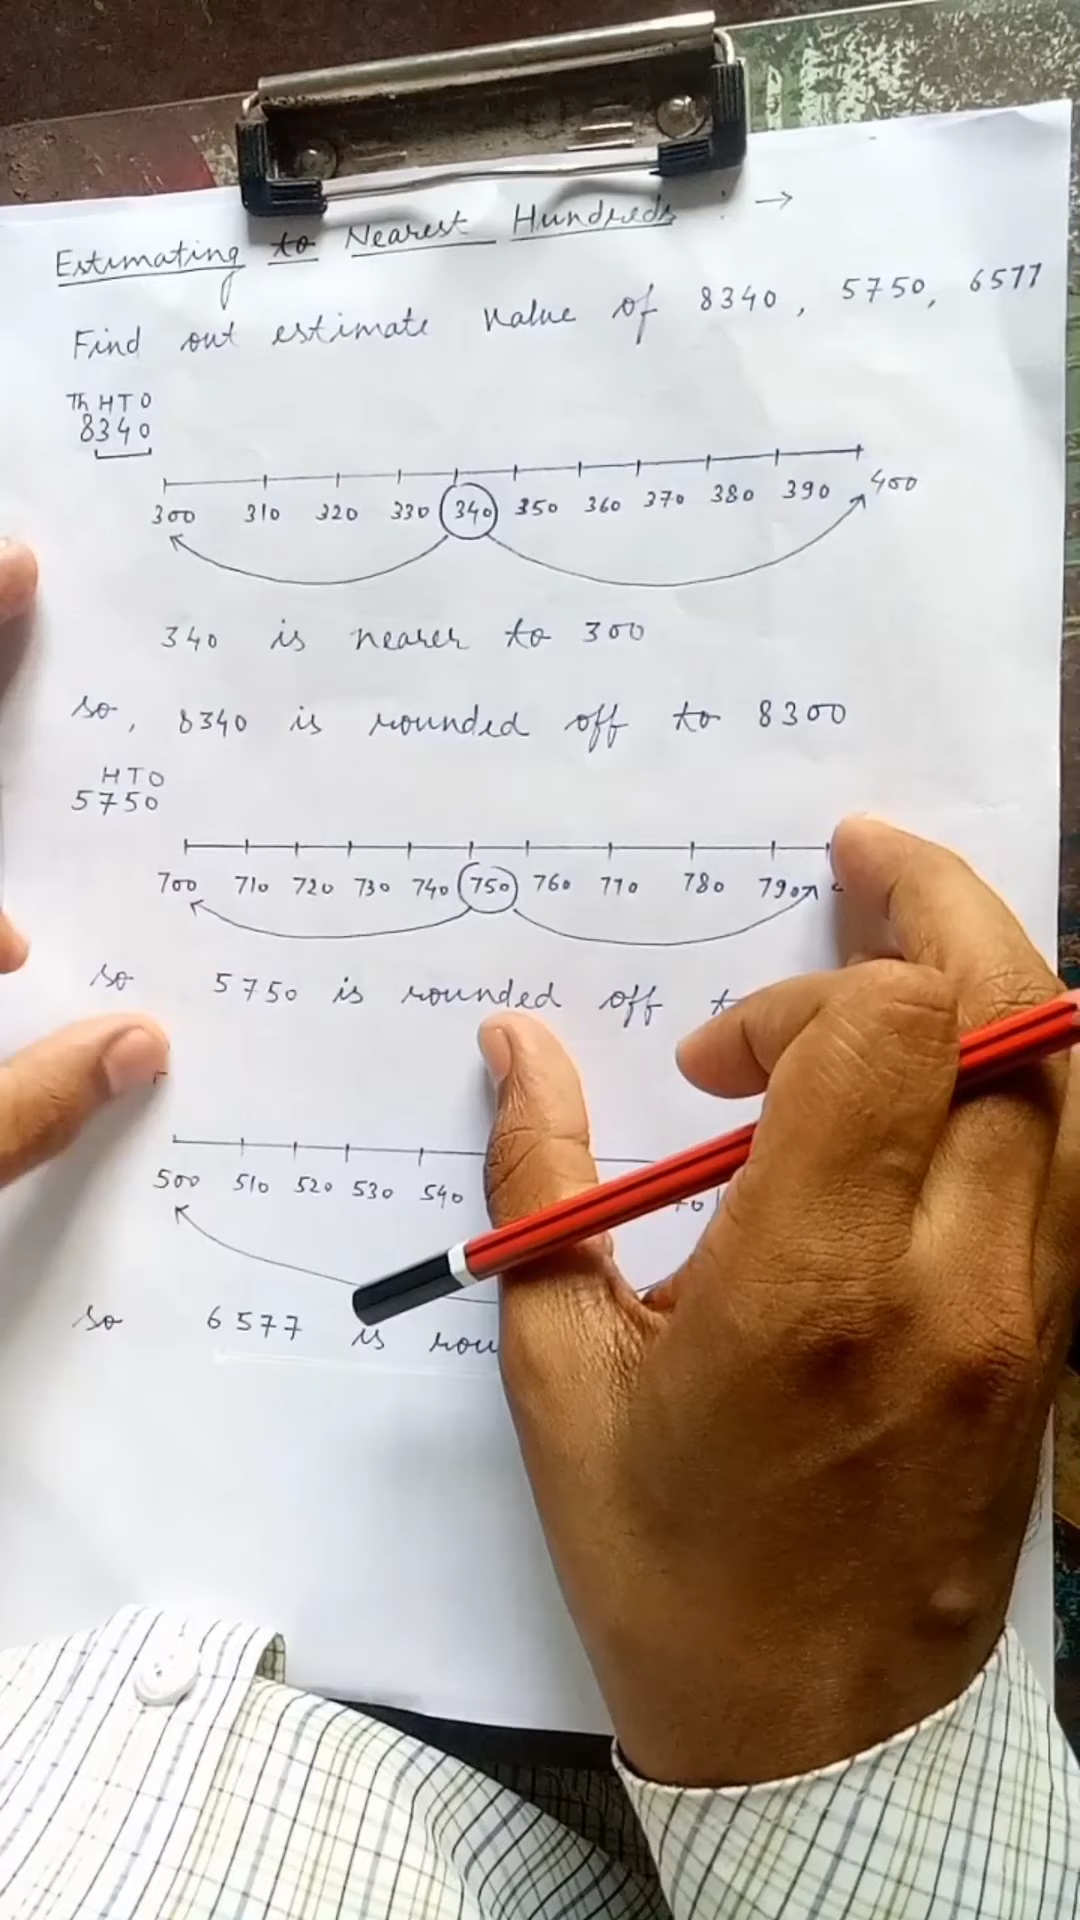 Estimating to Nearest Hundreds : →
Find out estimate value of 8340, 5750, 6577
Th H T O
8340
300 310 320 330 340 350 360 370 380 390 400
340 is nearer to 300
so, 8340 is rounded off to 8300
H T O
5750
700 710 720 730 740 750 760 770 780 790
so 5750 is rounded off
500 510 520 530 540
so 6577 is